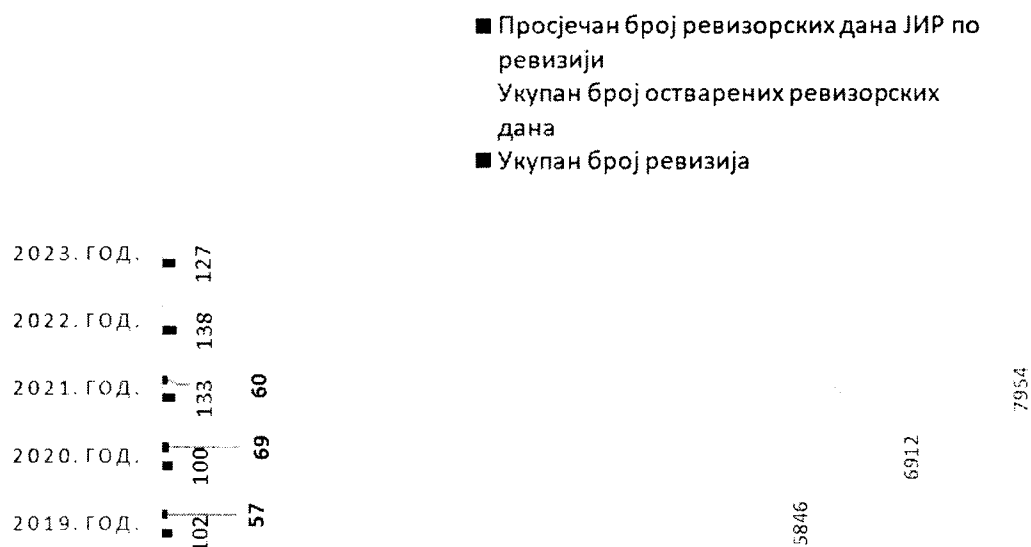 ■ Просјечан број ревизорских дана ЈИР по
ревизији
Укупан број остварених ревизорских
дана
■ Укупан број ревизија
2023. ГОД. 127
2022. ГОД. 138
2021. ГОД. 133 60 7954
2020. ГОД. 100 69 6912
2019. ГОД. 102 57 5846